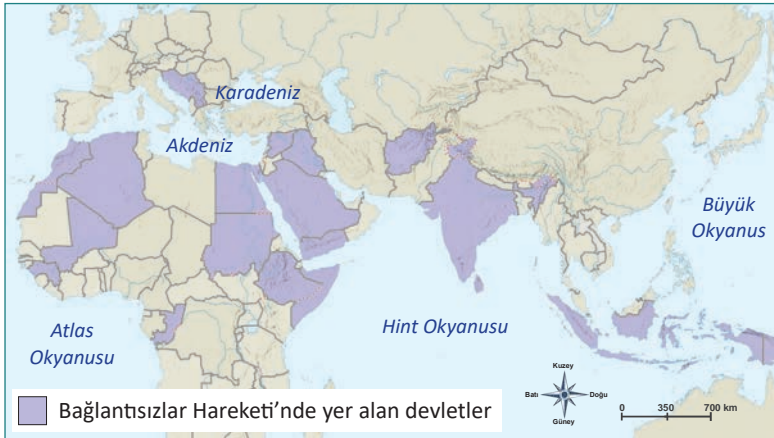 Karadeniz
Akdeniz
Büyük
Okyanus
Atlas
Okyanusu
Hint Okyanusu
Kuzey
Batı
Doğu
Güney
0 350 700 km
Bağlantısızlar Hareketi’nde yer alan devletler